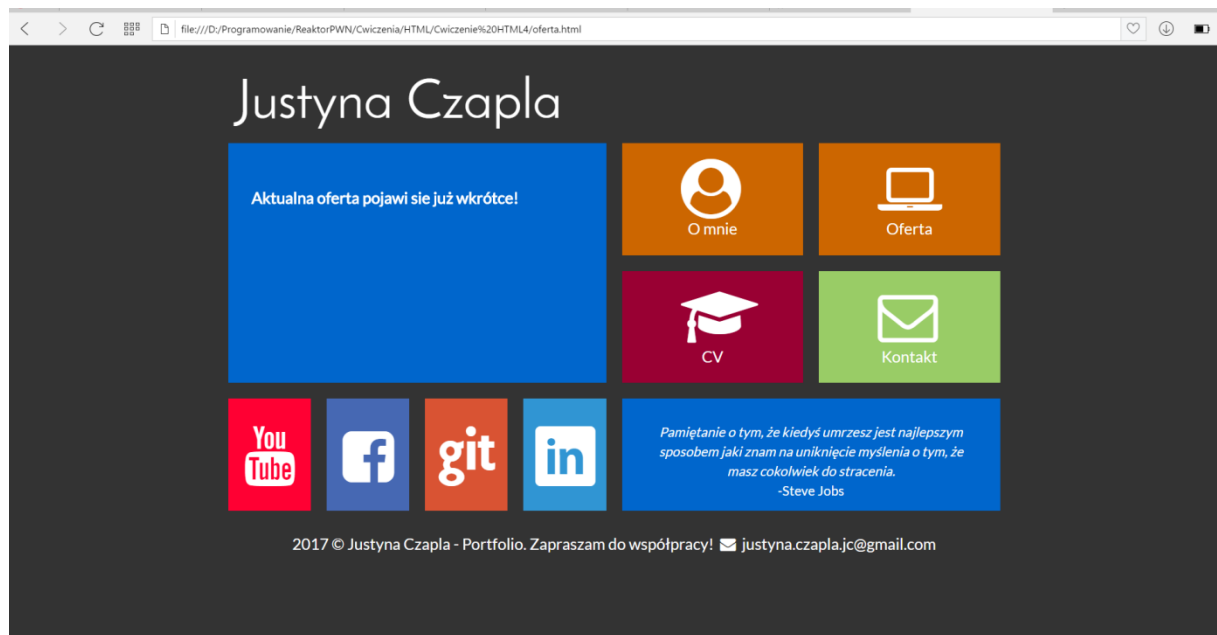 file:///D:/Programowanie/ReaktorPWN/Cwiczenia/HTML/Cwiczenie%20HTML4/oferta.html
Justyna Czapla
Aktualna oferta pojawi sie już wkrótce!
O mnie
Oferta
CV
Kontakt
You
Tube
f
git
in
Pamiętanie o tym, że kiedyś umrzesz jest najlepszym
sposobem jaki znam na uniknięcie myślenia o tym, że
masz cokolwiek do stracenia.
-Steve Jobs
2017 © Justyna Czapla - Portfolio. Zapraszam do współpracy! justyna.czapla.jc@gmail.com